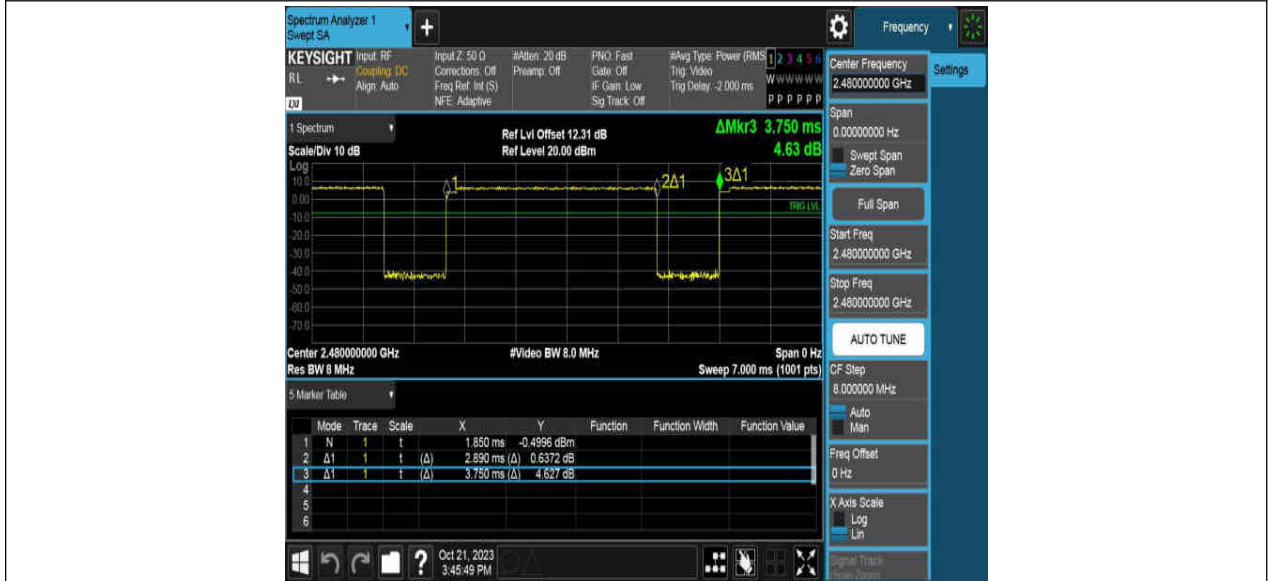 Spectrum Analyzer 1
Swept SA
+
Frequency
KEYSIGHT
RL
LXI
Input: RF
Coupling: DC
Align: Auto
Input Z: 50 Ω
Corrections: Off
Freq Ref: Int (S)
NFE: Adaptive
#Atten: 20 dB
Preamp: Off
PNO: Fast
Gate: Off
IF Gain: Low
Sig Track: Off
#Avg Type: Power (RMS
Trig: Video
Trig Delay: -2.000 ms
1 2 3 4 5 6
W W W W W W
P P P P P P
1 Spectrum
Scale/Div 10 dB
Log
Ref Lvl Offset 12.31 dB
Ref Level 20.00 dBm
ΔMkr3 3.750 ms
4.63 dB
10.0
0.00
-10.0
-20.0
-30.0
-40.0
-50.0
-60.0
-70.0
1
2Δ1
3Δ1
TRIG LVL
Center 2.480000000 GHz
Res BW 8 MHz
#Video BW 8.0 MHz
Span 0 Hz
Sweep 7.000 ms (1001 pts)
5 Marker Table
Mode Trace Scale X Y Function Function Width Function Value
1 N 1 t 1.850 ms -0.4996 dBm
2 Δ1 1 t (Δ) 2.890 ms (Δ) 0.6372 dB
3 Δ1 1 t (Δ) 3.750 ms (Δ) 4.627 dB
4
5
6
?
Oct 21, 2023
3:45:49 PM
Center Frequency
2.480000000 GHz
Settings
Span
0.00000000 Hz
Swept Span
Zero Span
Full Span
Start Freq
2.480000000 GHz
Stop Freq
2.480000000 GHz
AUTO TUNE
CF Step
8.000000 MHz
Auto
Man
Freq Offset
0 Hz
X Axis Scale
Log
Lin
Signal Track
(Span Zoom)